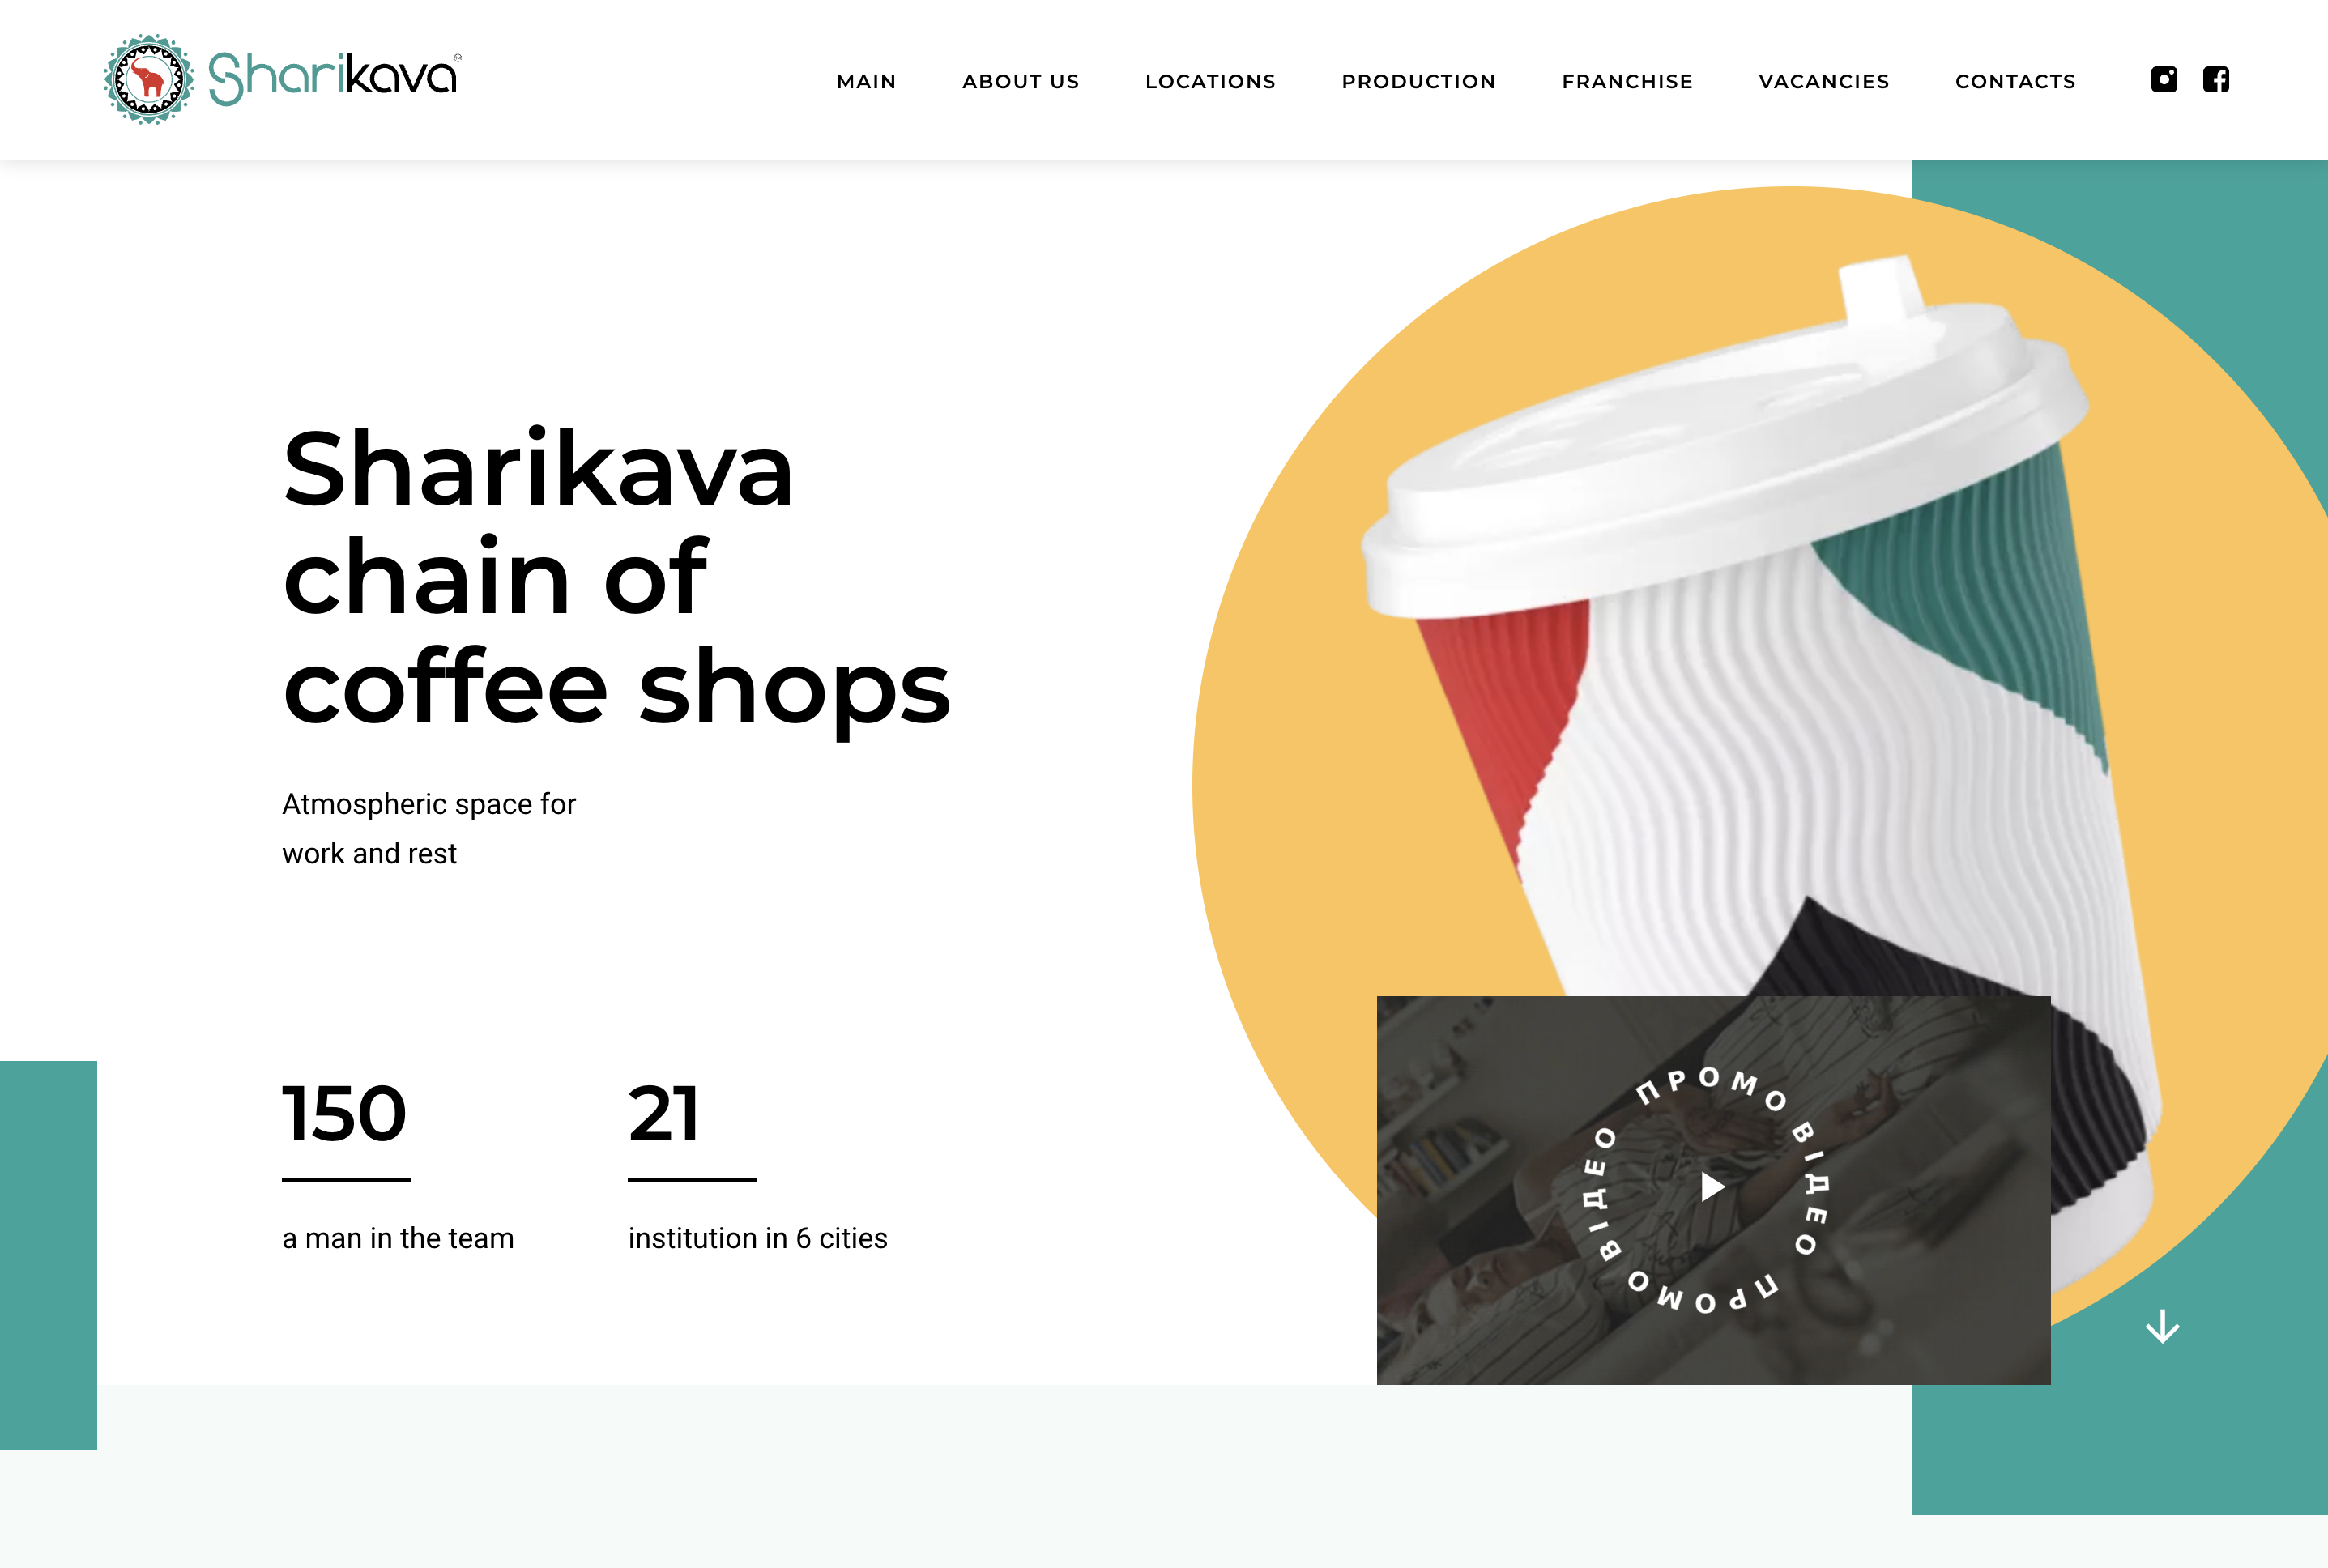 Sharikava
MAIN ABOUT US LOCATIONS PRODUCTION FRANCHISE VACANCIES CONTACTS
Sharikava
chain of
coffee shops
Atmospheric space for
work and rest
150
a man in the team
21
institution in 6 cities
ПРОМО ВІДЕО ПРОМО ВІДЕО